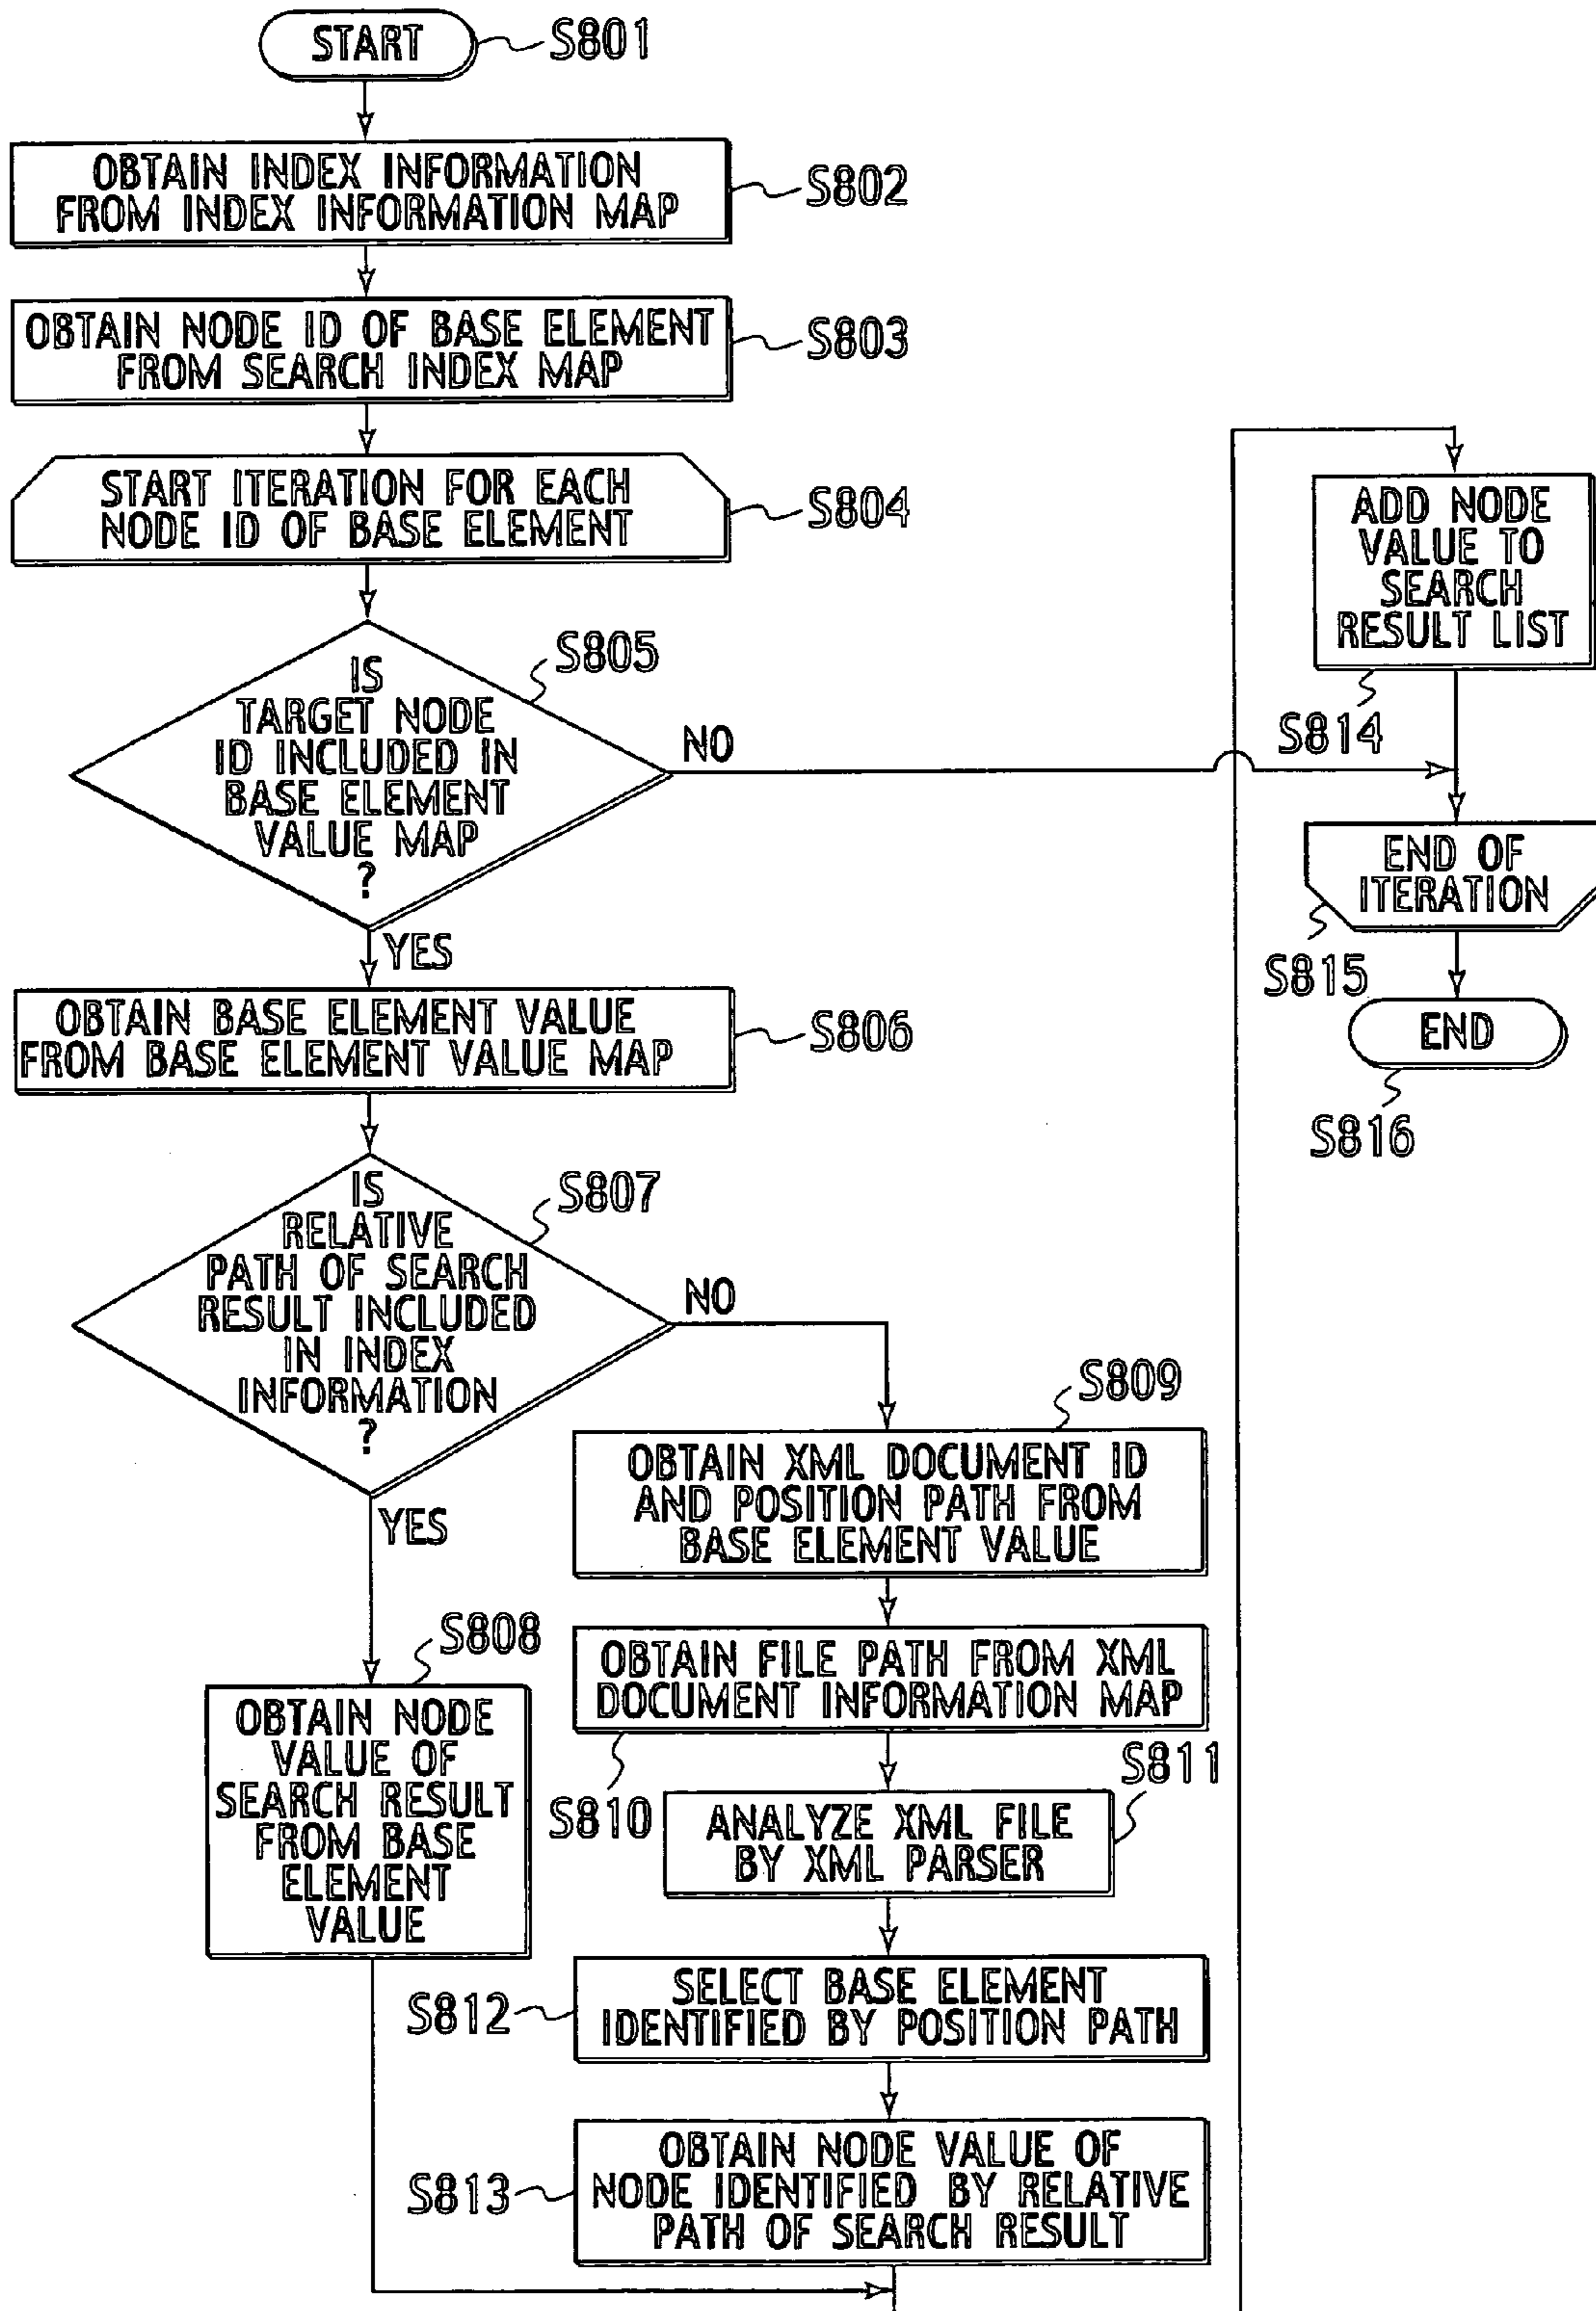 START
S801
OBTAIN INDEX INFORMATION
FROM INDEX INFORMATION MAP
S802
OBTAIN NODE ID OF BASE ELEMENT
FROM SEARCH INDEX MAP
S803
START ITERATION FOR EACH
NODE ID OF BASE ELEMENT
S804
IS
TARGET NODE
ID INCLUDED IN
BASE ELEMENT
VALUE MAP
?
S805
NO
YES
OBTAIN BASE ELEMENT VALUE
FROM BASE ELEMENT VALUE MAP
S806
IS
RELATIVE
PATH OF SEARCH
RESULT INCLUDED
IN INDEX
INFORMATION
?
S807
NO
YES
S808
OBTAIN NODE
VALUE OF
SEARCH RESULT
FROM BASE
ELEMENT
VALUE
S809
OBTAIN XML DOCUMENT ID
AND POSITION PATH FROM
BASE ELEMENT VALUE
OBTAIN FILE PATH FROM XML
DOCUMENT INFORMATION MAP
S810
S811
ANALYZE XML FILE
BY XML PARSER
S812
SELECT BASE ELEMENT
IDENTIFIED BY POSITION PATH
S813
OBTAIN NODE VALUE OF
NODE IDENTIFIED BY RELATIVE
PATH OF SEARCH RESULT
ADD NODE
VALUE TO
SEARCH
RESULT LIST
S814
END OF
ITERATION
S815
END
S816